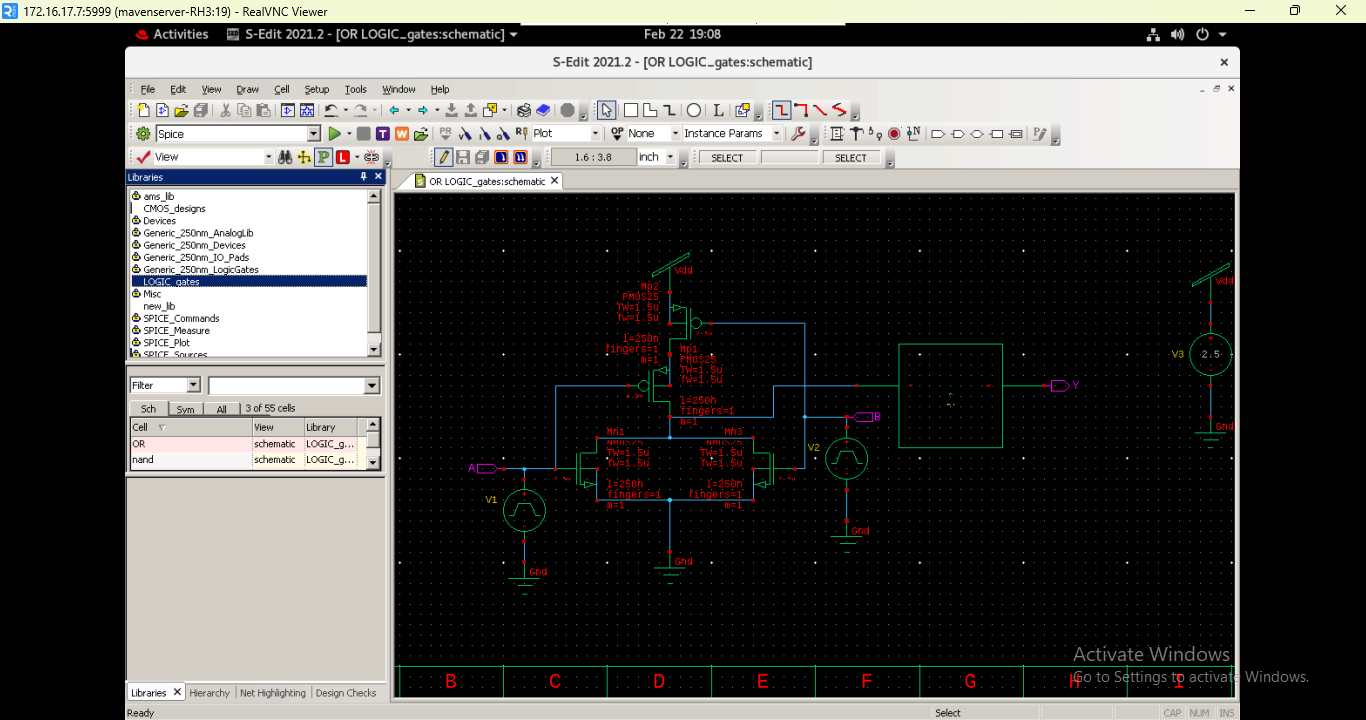 172.16.17.7:5999 (mavenserver-RH3:19) - RealVNC Viewer
Activities S-Edit 2021.2 - [OR LOGIC_gates:schematic] Feb 22 19:08
S-Edit 2021.2 - [OR LOGIC_gates:schematic]
File Edit View Draw Cell Setup Tools Window Help
Spice Plot None Instance Params
View 1.6 : 3.8 inch SELECT SELECT
Libraries
OR LOGIC_gates:schematic
ams_lib
CMOS_designs
Devices
Generic_250nm_AnalogLib
Generic_250nm_Devices
Generic_250nm_IO_Pads
Generic_250nm_LogicGates
LOGIC_gates
Misc
new_lib
SPICE_Commands
SPICE_Measure
SPICE_Plot
SPICE_Sources
Filter
Sch Sym All 3 of 55 cells
Cell View Library
OR schematic LOGIC_g...
nand schematic LOGIC_g...
Libraries Hierarchy Net Highlighting Design Checks
Ready Select CAP NUM INS
Vdd
Mp2
PMOS25
TW=1.5u
fw=1.5u
l=250n
fingers=1
m=1
Mp1
PMOS25
TW=1.5u
fw=1.5u
l=250n
fingers=1
m=1
Mn1
NMOS25
TW=1.5u
fw=1.5u
l=250n
fingers=1
m=1
Mn3
NMOS25
TW=1.5u
fw=1.5u
l=250n
fingers=1
m=1
A
V1
Gnd
Gnd
B
V2
Gnd
Y
Vdd
V3 2.5
Gnd
B C D E F G H I
Activate Windows
Go to Settings to activate Windows.